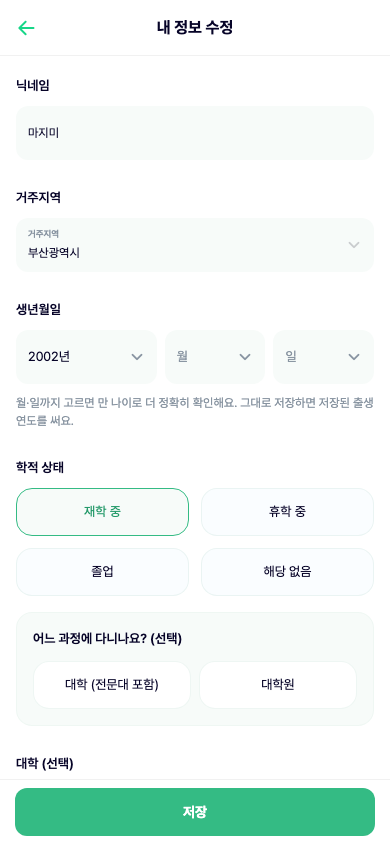 내 정보 수정
닉네임
마지미
거주지역
거주지역
부산광역시
생년월일
2002년
월
일
월·일까지 고르면 만 나이로 더 정확히 확인해요. 그대로 저장하면 저장된 출생
연도를 써요.
학적 상태
재학 중
휴학 중
졸업
해당 없음
어느 과정에 다니나요? (선택)
대학 (전문대 포함)
대학원
대학 (선택)
저장